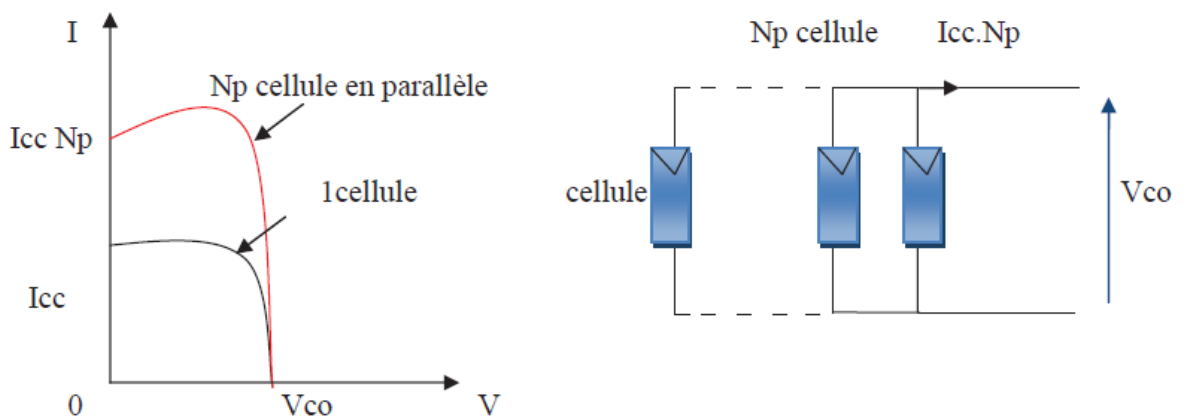 I
Np cellule en parallèle
Icc Np
1cellule
Icc
0
Vco
V
Np cellule
Icc.Np
cellule
Vco